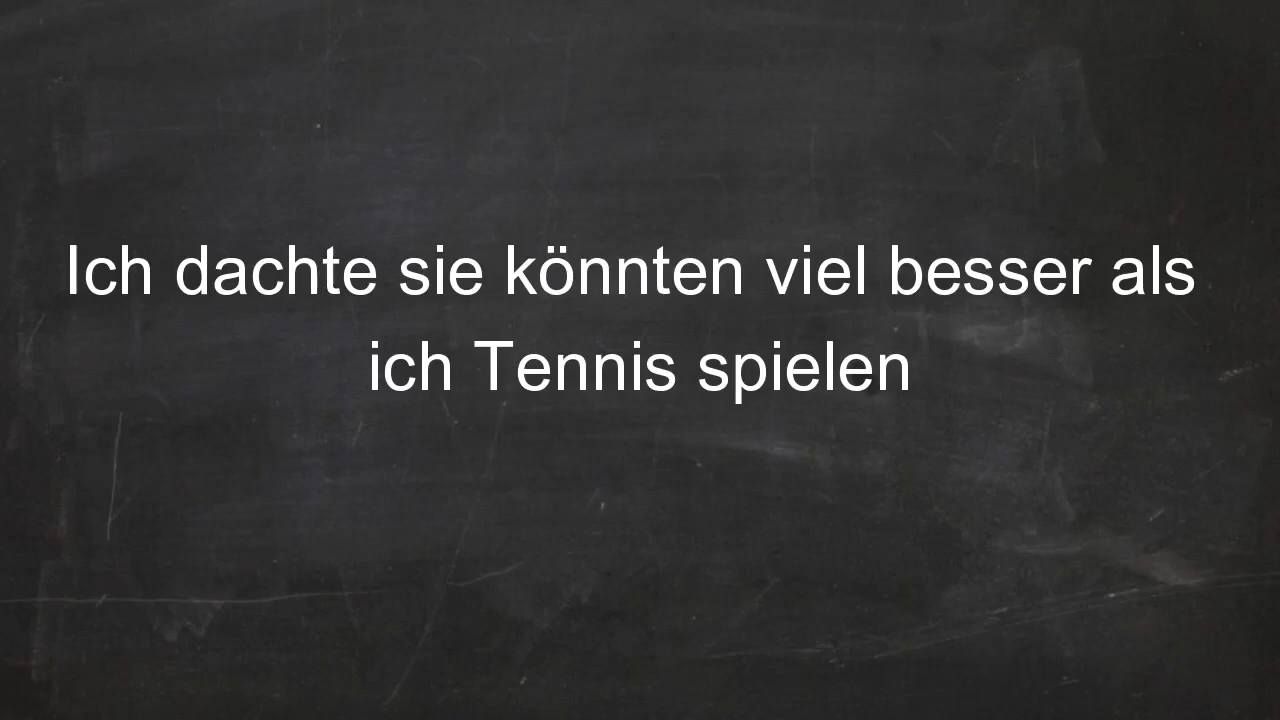 Ich dachte sie könnten viel besser als
ich Tennis spielen